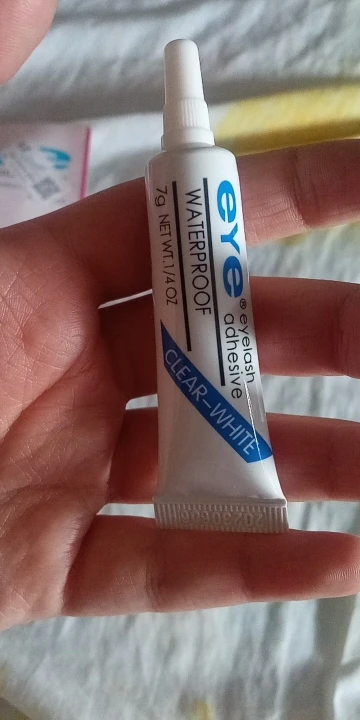 eye® eyelash
adhesive
WATERPROOF
7g NET WT.1/4 OZ
CLEAR-WHITE